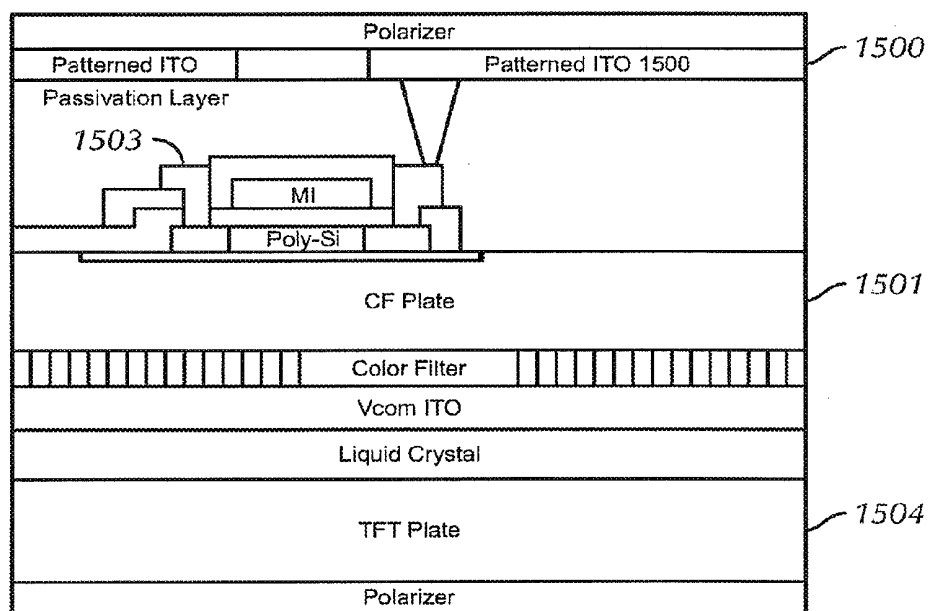 Polarizer
Patterned ITO
Patterned ITO 1500
1500
Passivation Layer
1503
MI
Poly-Si
CF Plate
1501
Color Filter
Vcom ITO
Liquid Crystal
TFT Plate
1504
Polarizer